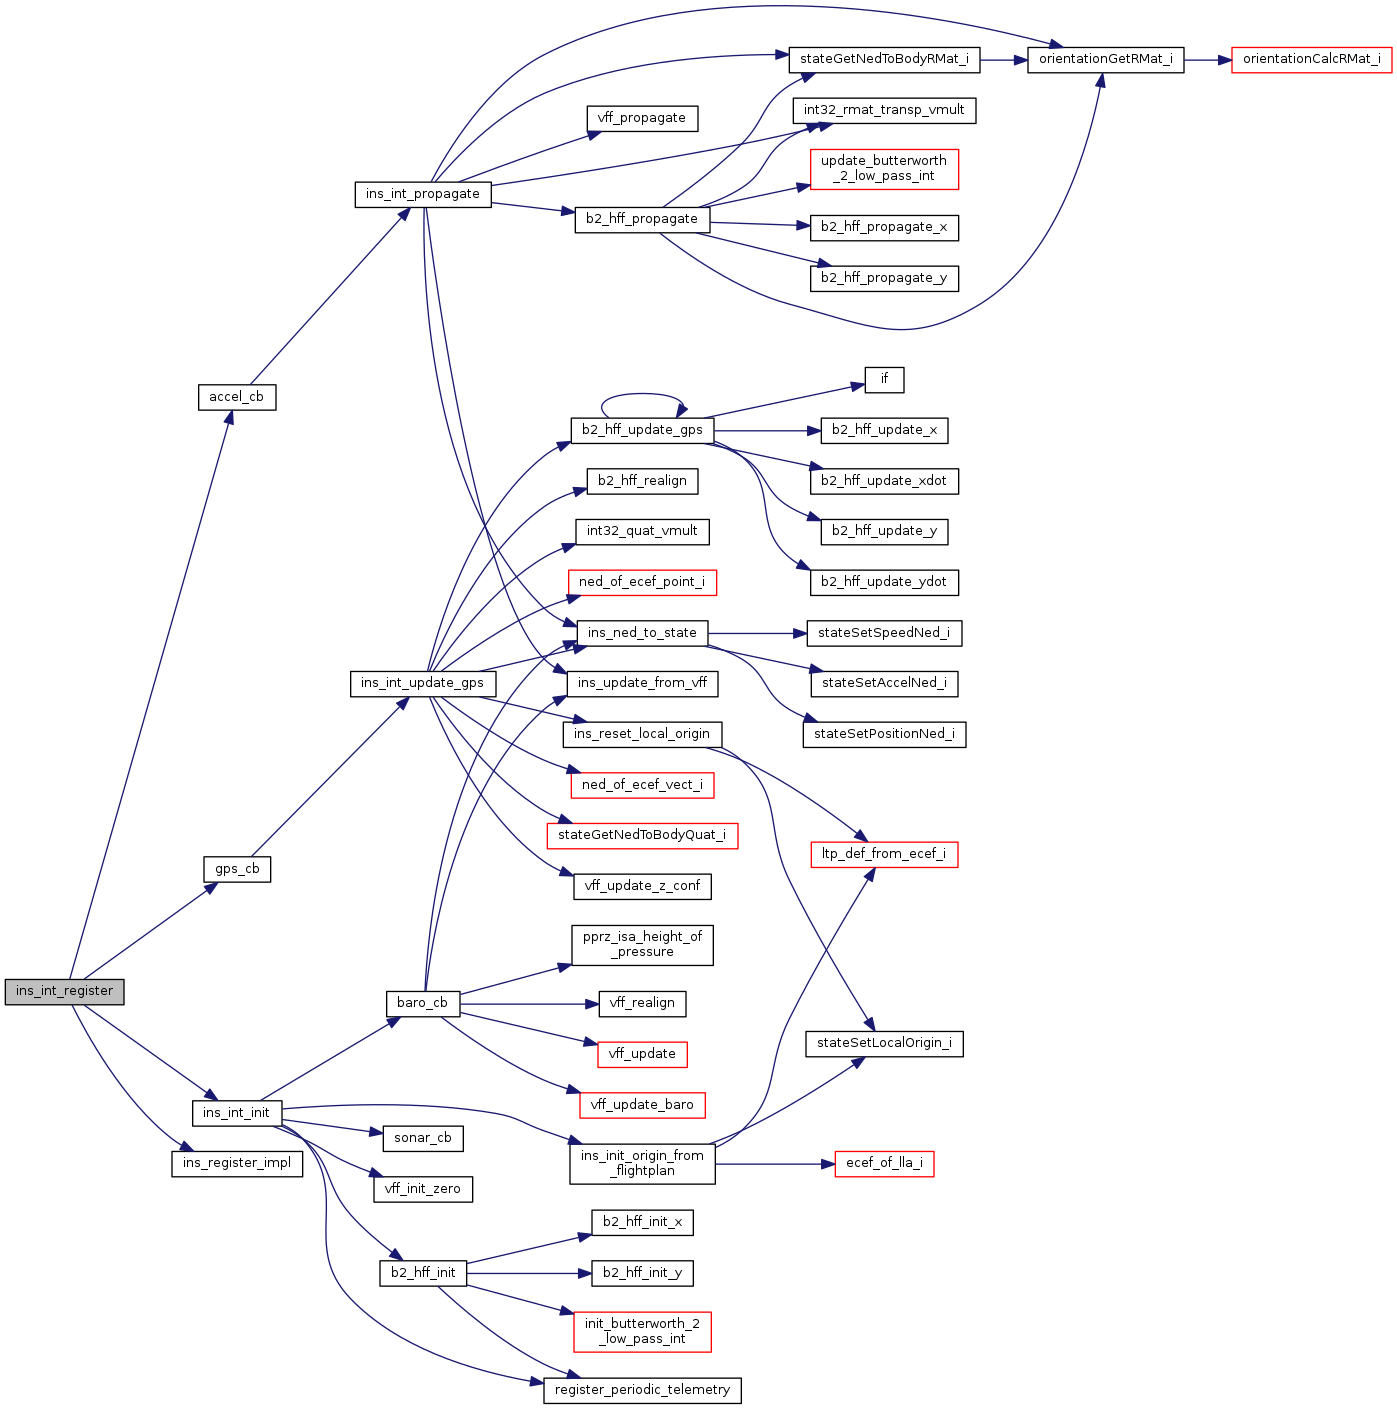 stateGetNedToBodyRMat_i
orientationGetRMat_i
orientationCalcRMat_i
int32_rmat_transp_vmult
vff_propagate
update_butterworth
_2_low_pass_int
ins_int_propagate
b2_hff_propagate
b2_hff_propagate_x
b2_hff_propagate_y
if
accel_cb
b2_hff_update_gps
b2_hff_update_x
b2_hff_realign
b2_hff_update_xdot
int32_quat_vmult
b2_hff_update_y
ned_of_ecef_point_i
b2_hff_update_ydot
ins_ned_to_state
stateSetSpeedNed_i
ins_int_update_gps
ins_update_from_vff
stateSetAccelNed_i
ins_reset_local_origin
stateSetPositionNed_i
ned_of_ecef_vect_i
stateGetNedToBodyQuat_i
ltp_def_from_ecef_i
gps_cb
vff_update_z_conf
pprz_isa_height_of
_pressure
ins_int_register
baro_cb
vff_realign
vff_update
stateSetLocalOrigin_i
vff_update_baro
ins_int_init
sonar_cb
ins_init_origin_from
_flightplan
ecef_of_lla_i
ins_register_impl
vff_init_zero
b2_hff_init_x
b2_hff_init
b2_hff_init_y
init_butterworth_2
_low_pass_int
register_periodic_telemetry